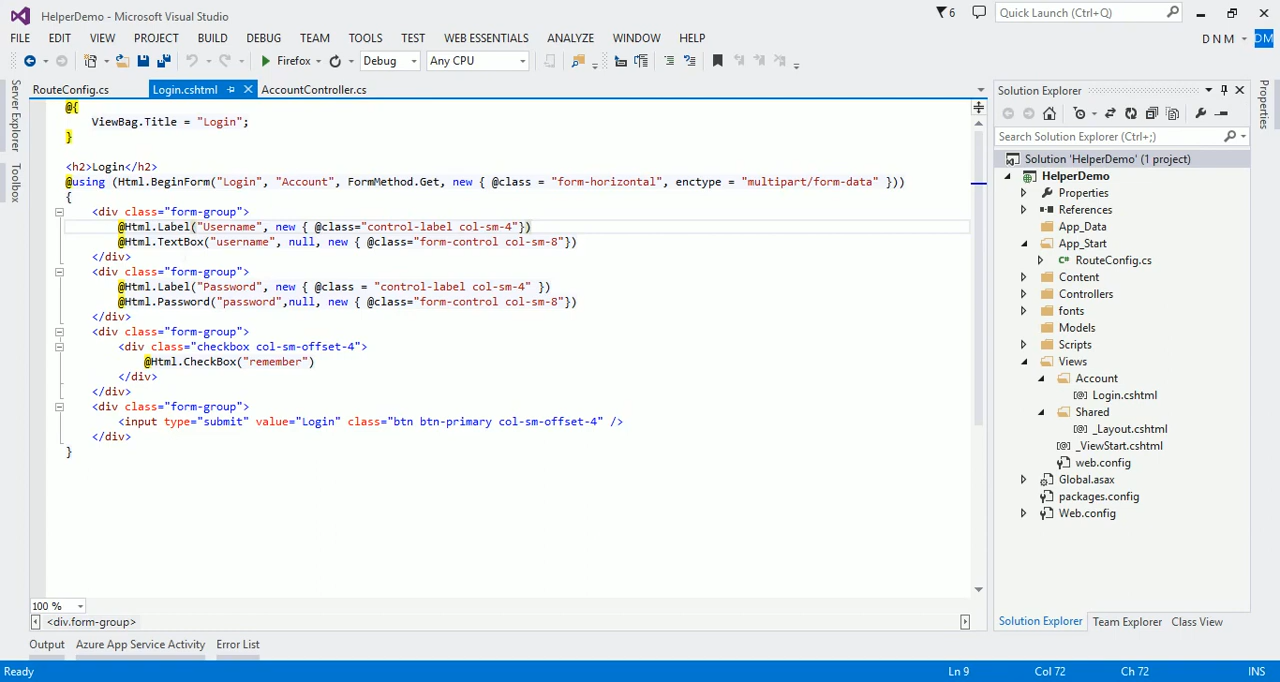 HelperDemo - Microsoft Visual Studio
6
Quick Launch (Ctrl+Q)
FILE EDIT VIEW PROJECT BUILD DEBUG TEAM TOOLS TEST WEB ESSENTIALS ANALYZE WINDOW HELP
D N M DM
Firefox Debug Any CPU
Server Explorer
Toolbox
RouteConfig.cs Login.cshtml AccountController.cs
@{
ViewBag.Title = "Login";
}
<h2>Login</h2>
@using (Html.BeginForm("Login", "Account", FormMethod.Get, new { @class = "form-horizontal", enctype = "multipart/form-data" }))
{
<div class="form-group">
@Html.Label("Username", new { @class="control-label col-sm-4"})
@Html.TextBox("username", null, new { @class="form-control col-sm-8"})
</div>
<div class="form-group">
@Html.Label("Password", new { @class = "control-label col-sm-4" })
@Html.Password("password",null, new { @class="form-control col-sm-8"})
</div>
<div class="form-group">
<div class="checkbox col-sm-offset-4">
@Html.CheckBox("remember")
</div>
</div>
<div class="form-group">
<input type="submit" value="Login" class="btn btn-primary col-sm-offset-4" />
</div>
}
100 %
<div.form-group>
Solution Explorer
Search Solution Explorer (Ctrl+;)
Solution 'HelperDemo' (1 project)
HelperDemo
Properties
References
App_Data
App_Start
RouteConfig.cs
Content
Controllers
fonts
Models
Scripts
Views
Account
Login.cshtml
Shared
_Layout.cshtml
_ViewStart.cshtml
web.config
Global.asax
packages.config
Web.config
Solution Explorer Team Explorer Class View
Properties
Output Azure App Service Activity Error List
Ready Ln 9 Col 72 Ch 72 INS